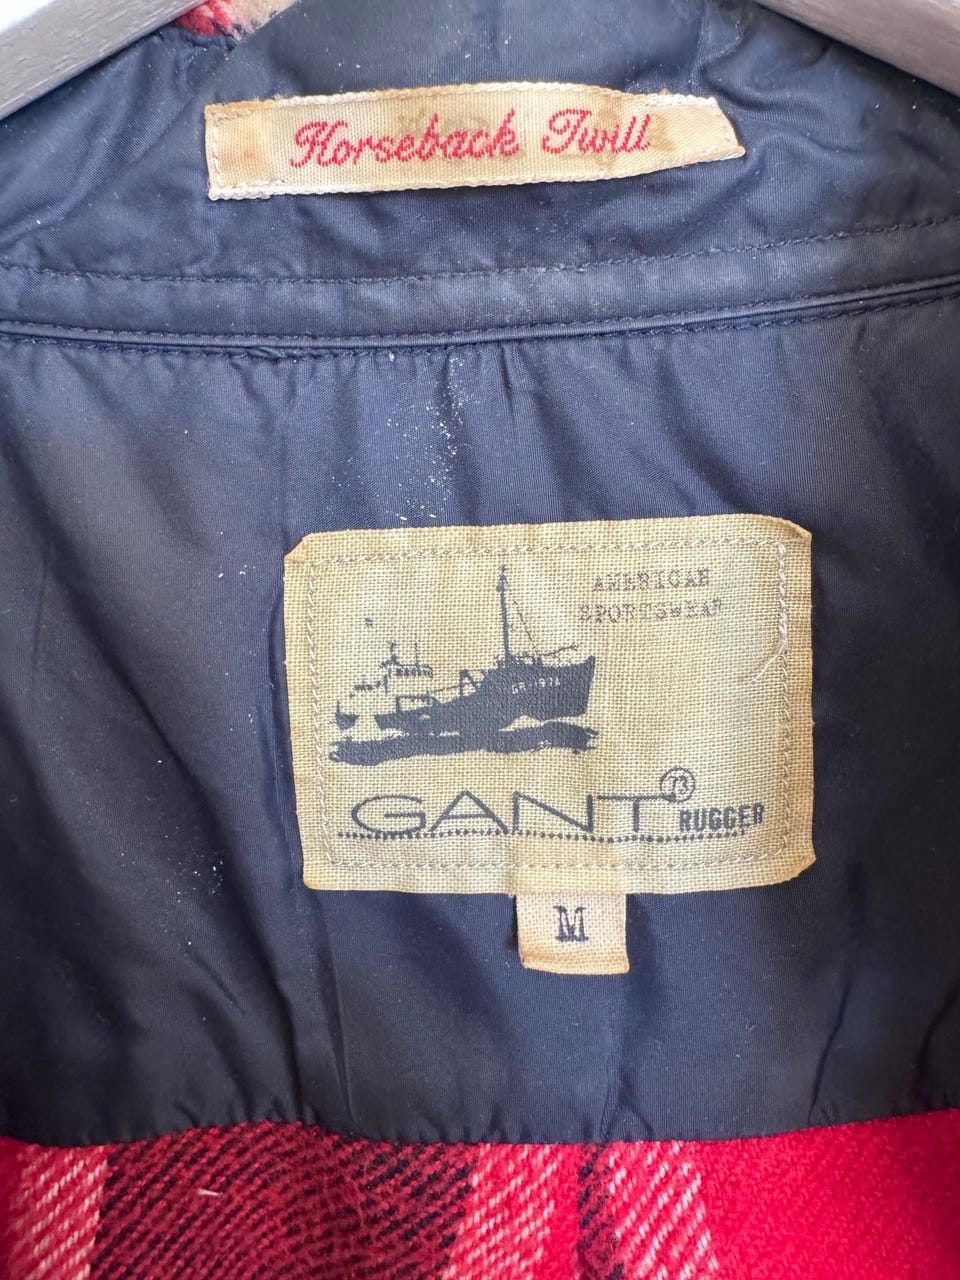 Horseback Twill
AMERICAN
SPORTSWEAR
GANT
RUGGER
M